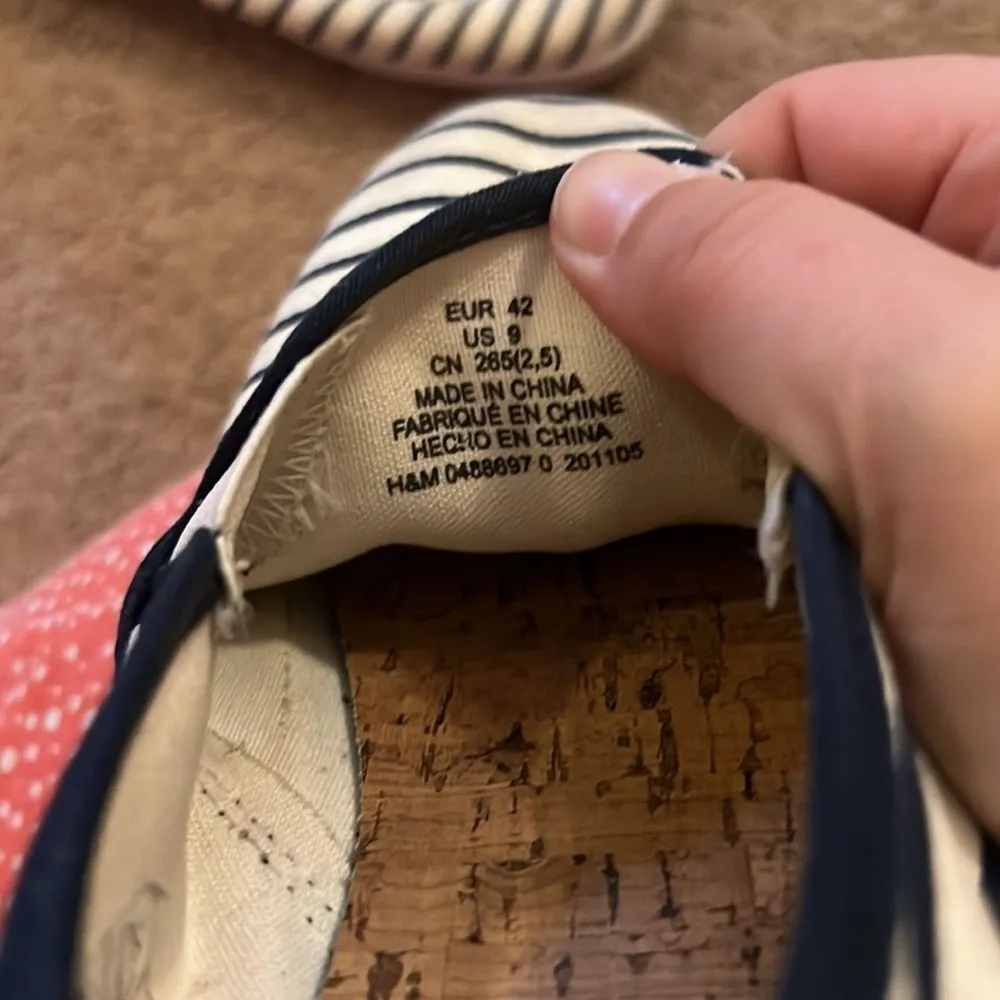 EUR 42
US 9
CN 265(2,5)
MADE IN CHINA
FABRIQUÉ EN CHINE
HECHO EN CHINA
H&M 0488697 0 201105